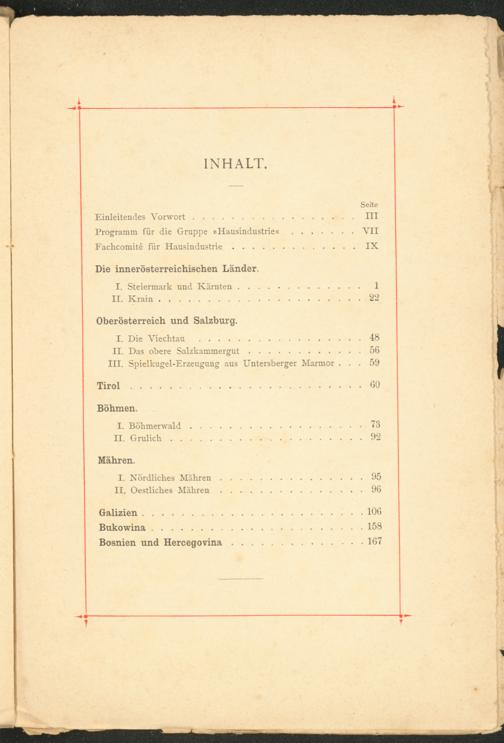 INHALT.
Seite
Einleitendes Vorwort . . . . . . . . . . . . . . . . . III
Programm für die Gruppe »Hausindustrie« . . . . . . . VII
Fachcomité für Hausindustrie . . . . . . . . . . . . . IX
Die innerösterreichischen Länder.
I. Steiermark und Kärnten . . . . . . . . . . . . . 1
II. Krain . . . . . . . . . . . . . . . . . . . . . 22
Oberösterreich und Salzburg.
I. Die Viechtau . . . . . . . . . . . . . . . . . 48
II. Das obere Salzkammergut . . . . . . . . . . . . 56
III. Spielkugel-Erzeugung aus Untersberger Marmor . . . 59
Tirol . . . . . . . . . . . . . . . . . . . . . . . . 60
Böhmen.
I. Böhmerwald . . . . . . . . . . . . . . . . . . 73
II. Grulich . . . . . . . . . . . . . . . . . . . . 92
Mähren.
I. Nördliches Mähren . . . . . . . . . . . . . . . 95
II. Oestliches Mähren . . . . . . . . . . . . . . . 96
Galizien . . . . . . . . . . . . . . . . . . . . . . . 106
Bukowina . . . . . . . . . . . . . . . . . . . . . . 158
Bosnien und Hercegovina . . . . . . . . . . . . . . 167